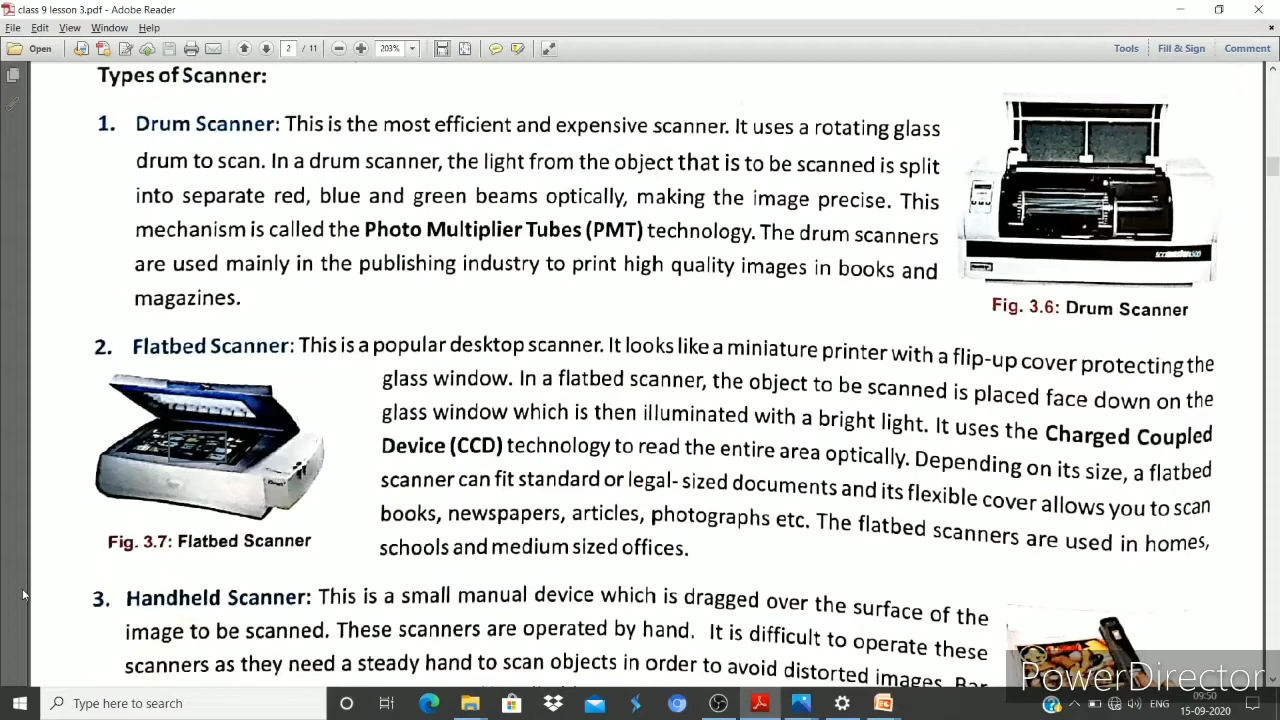 class 9 lesson 3.pdf - Adobe Reader
File Edit View Window Help
Open 2 / 11 203% Tools Fill & Sign Comment
Types of Scanner:
1. Drum Scanner: This is the most efficient and expensive scanner. It uses a rotating glass
drum to scan. In a drum scanner, the light from the object that is to be scanned is split
into separate red, blue and green beams optically, making the image precise. This
mechanism is called the Photo Multiplier Tubes (PMT) technology. The drum scanners
are used mainly in the publishing industry to print high quality images in books and
magazines.
Fig. 3.6: Drum Scanner
2. Flatbed Scanner: This is a popular desktop scanner. It looks like a miniature printer with a flip-up cover protecting the
glass window. In a flatbed scanner, the object to be scanned is placed face down on the
glass window which is then illuminated with a bright light. It uses the Charged Coupled
Device (CCD) technology to read the entire area optically. Depending on its size, a flatbed
scanner can fit standard or legal- sized documents and its flexible cover allows you to scan
books, newspapers, articles, photographs etc. The flatbed scanners are used in homes,
schools and medium sized offices.
Fig. 3.7: Flatbed Scanner
3. Handheld Scanner: This is a small manual device which is dragged over the surface of the
image to be scanned. These scanners are operated by hand. It is difficult to operate these
scanners as they need a steady hand to scan objects in order to avoid distorted images. Bar
PowerDirector
Type here to search
ENG
09:50
15-09-2020